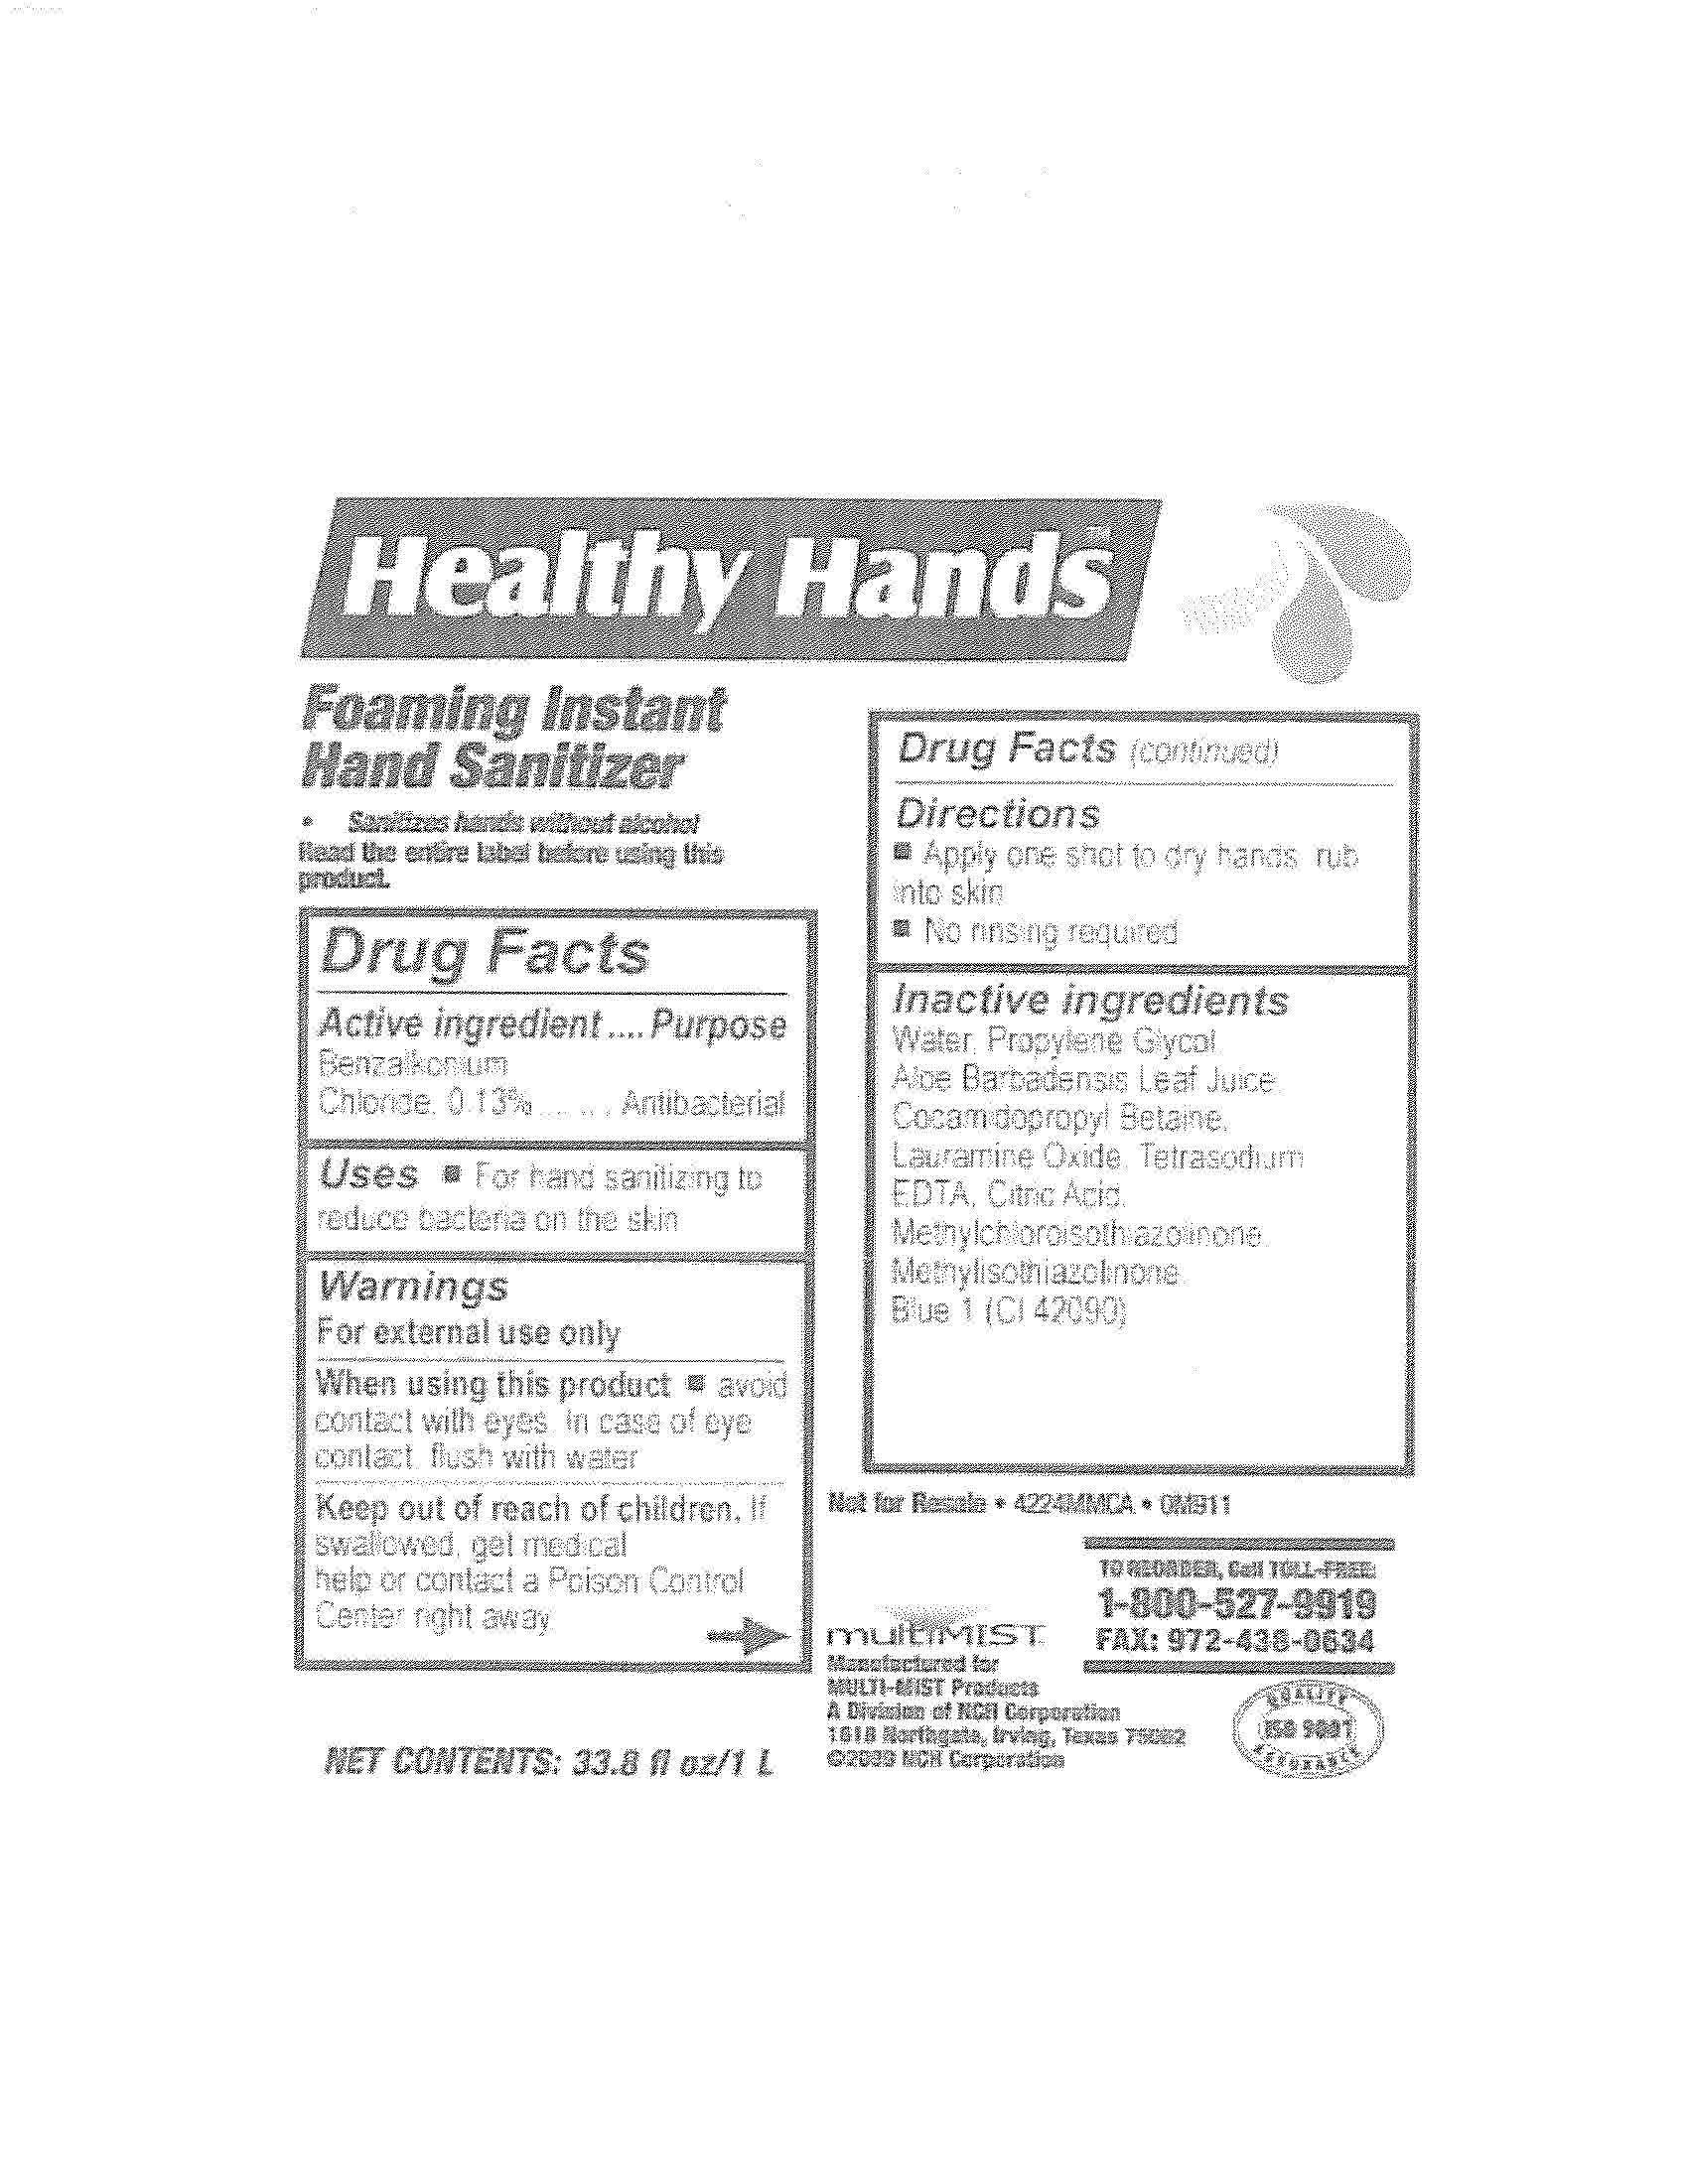 Healthy Hands™
Foaming Instant
Hand Sanitizer
• Sanitizes hands without alcohol
Read the entire label before using this
product.
Drug Facts
Active ingredient .... Purpose
Benzalkonium
Chloride, 0.13% ...... Antibacterial
Uses ■ For hand sanitizing to
reduce bacteria on the skin
Warnings
For external use only
When using this product ■ avoid
contact with eyes. In case of eye
contact, flush with water
Keep out of reach of children. If
swallowed, get medical
help or contact a Poison Control
Center right away.
NET CONTENTS: 33.8 fl oz/1 L
Drug Facts (continued)
Directions
■ Apply one shot to dry hands, rub
into skin
■ No rinsing required
Inactive ingredients
Water, Propylene Glycol,
Aloe Barbadensis Leaf Juice,
Cocamidopropyl Betaine,
Lauramine Oxide, Tetrasodium
EDTA, Citric Acid,
Methylchloroisothiazolinone,
Methylisothiazolinone,
Blue 1 (CI 42090)
Not for Resale • 4224MMCA •
TO REORDER, Call TOLL-FREE:
1-800-527-9919
FAX: 972-438-0634
multiMIST
Manufactured for
MULTI-MIST Products
A Division of NCH Corporation
Northgate, Irving, Texas
NCH Corporation
QUALITY
ISO 9001
ASSURANCE